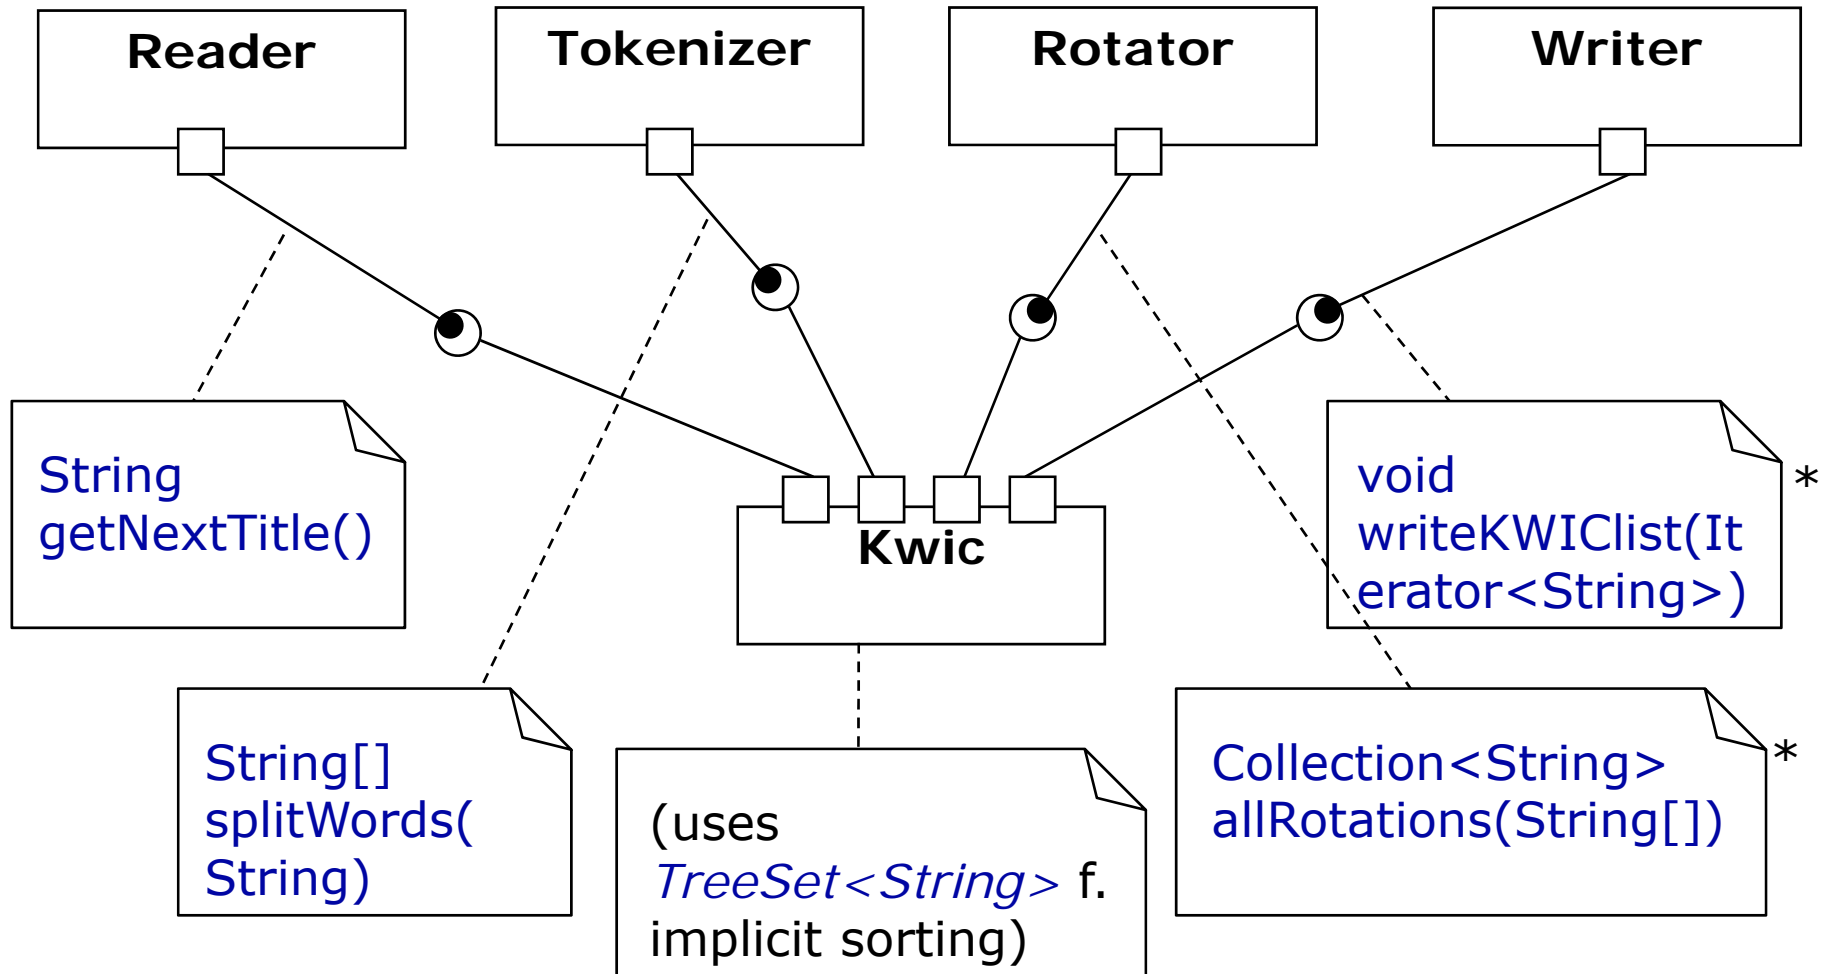 Reader
Tokenizer
Rotator
Writer
String
getNextTitle()
Kwic
void
writeKWIClist(It
erator<String>)
*
String[]
splitWords(
String)
(uses
TreeSet<String> f.
implicit sorting)
Collection<String>
allRotations(String[])
*